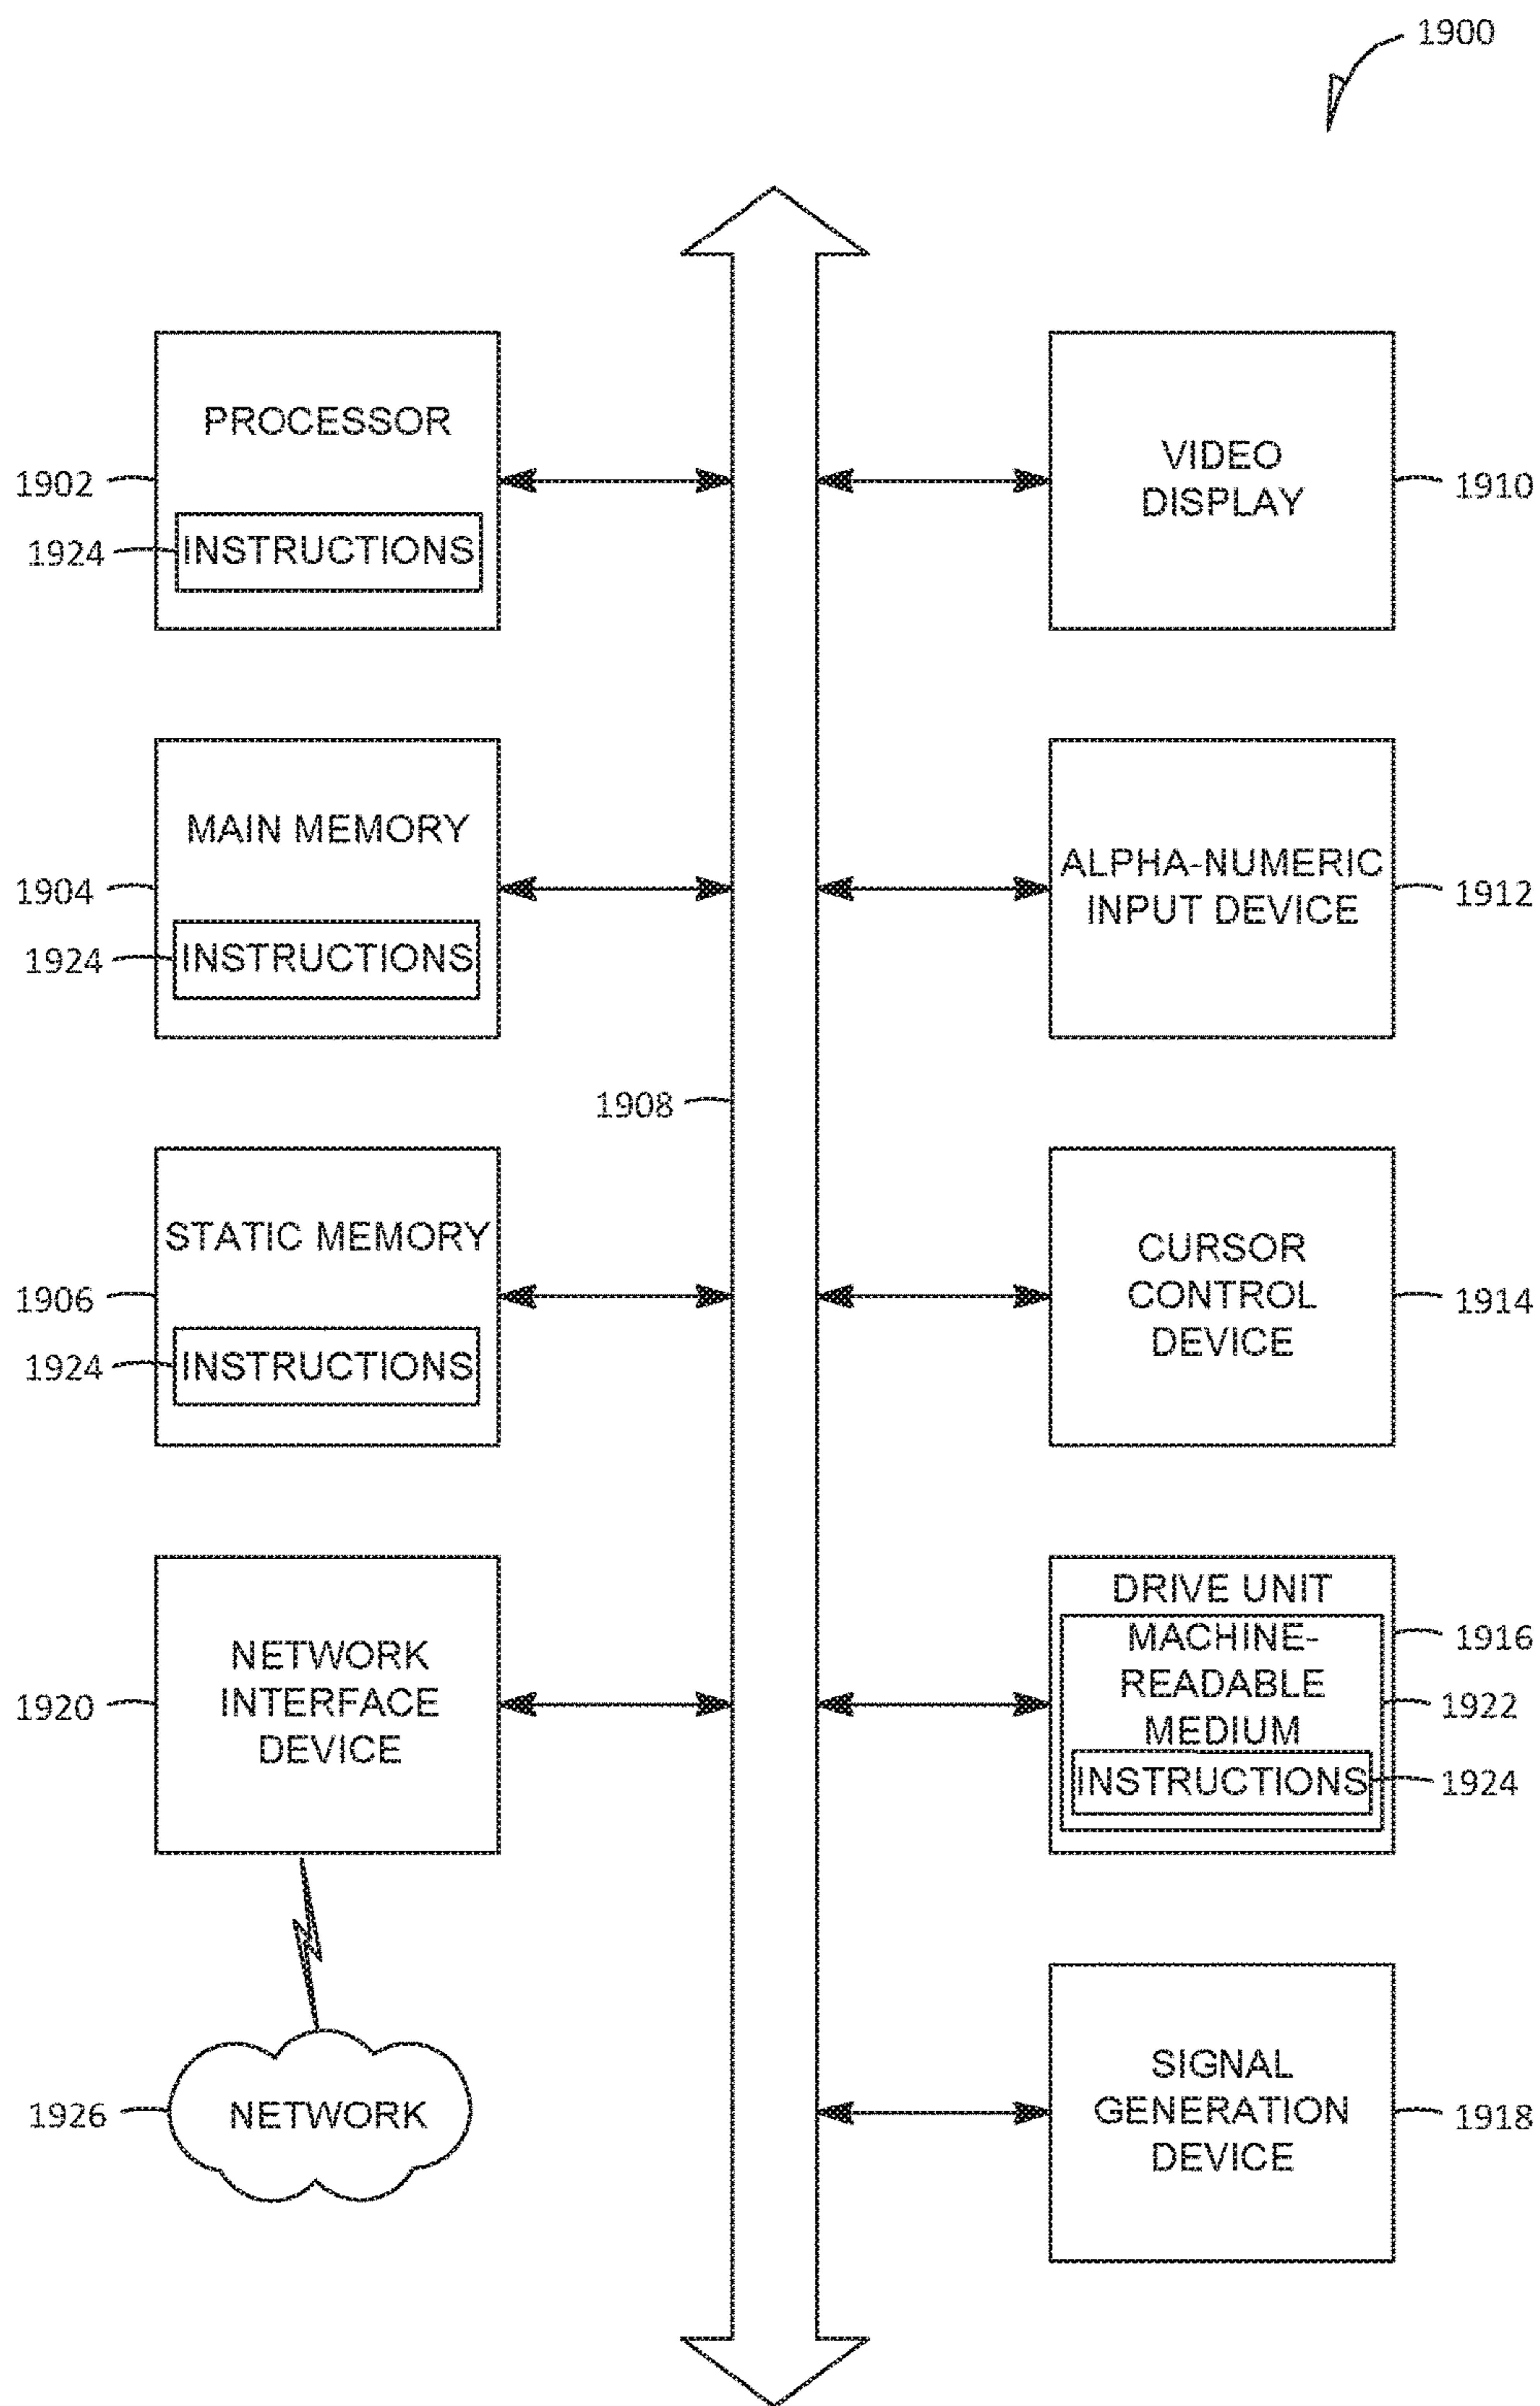 1900
PROCESSOR
1902
1924
INSTRUCTIONS
VIDEO
DISPLAY
1910
MAIN MEMORY
1904
1924
INSTRUCTIONS
ALPHA-NUMERIC
INPUT DEVICE
1912
1908
STATIC MEMORY
1906
1924
INSTRUCTIONS
CURSOR
CONTROL
DEVICE
1914
NETWORK
INTERFACE
DEVICE
1920
DRIVE UNIT
1916
MACHINE-
READABLE
MEDIUM
1922
INSTRUCTIONS
1924
1926
NETWORK
SIGNAL
GENERATION
DEVICE
1918